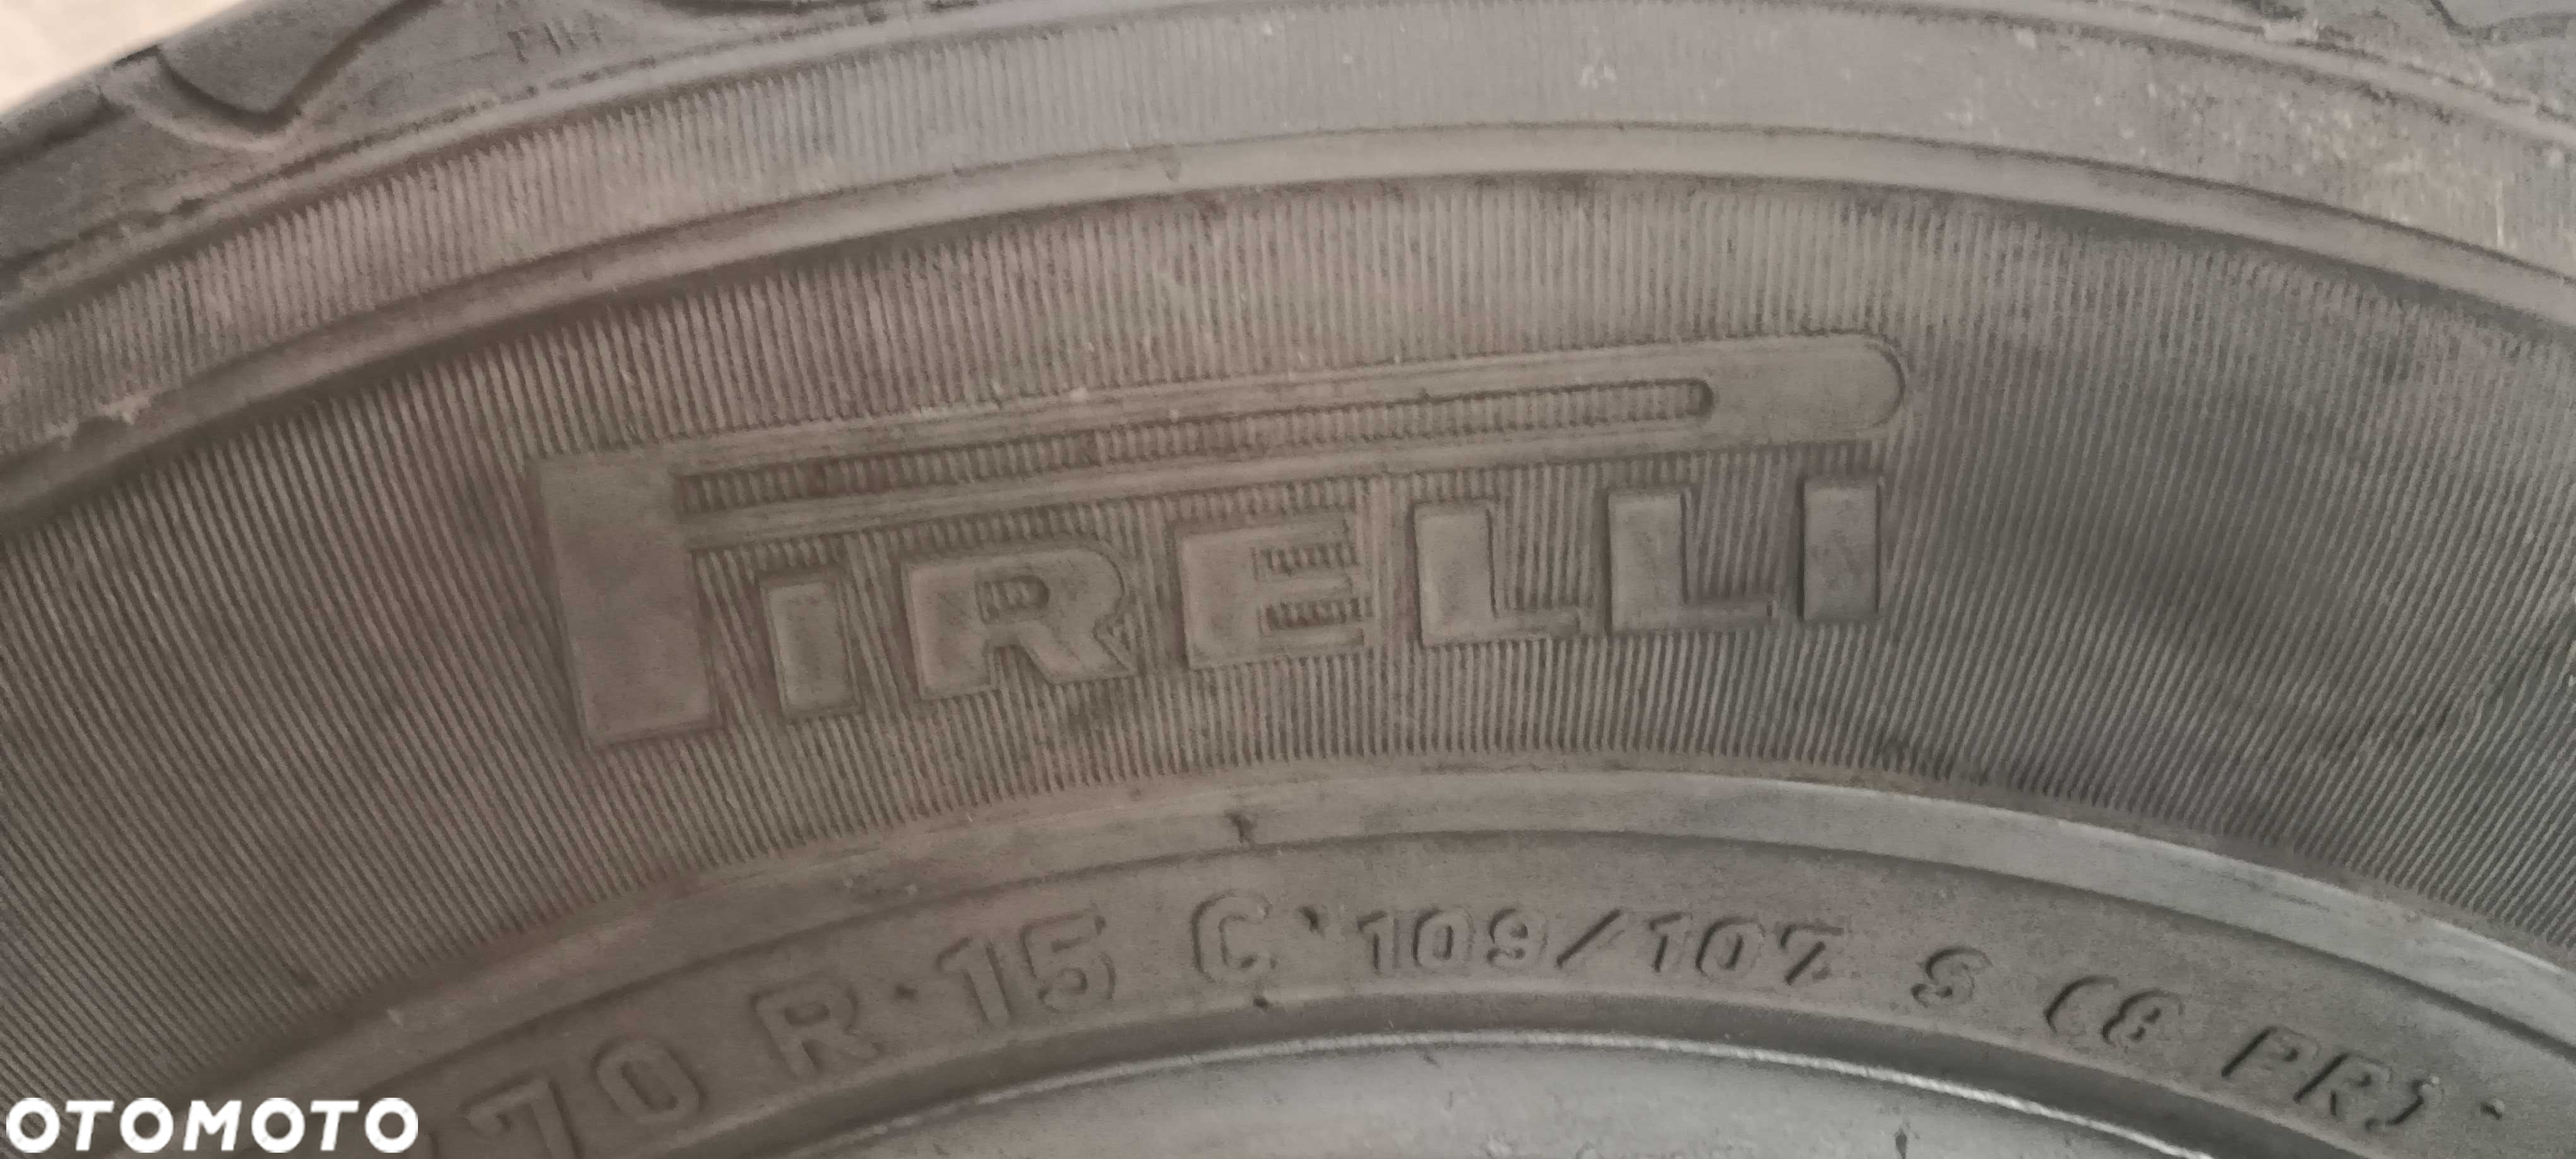 PIRELLI
70 R 15 C 109/107 S (8 PR)
OTOMOTO